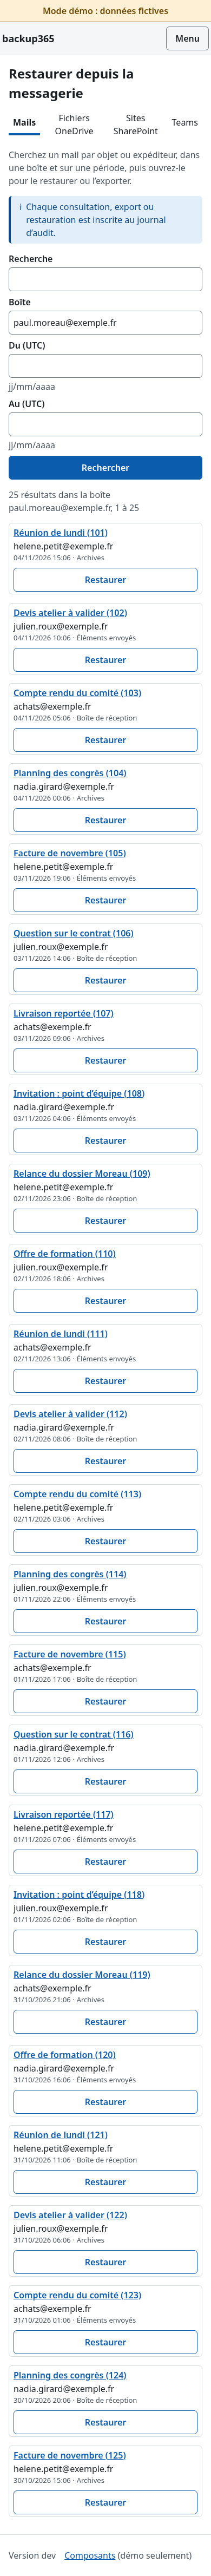 Mode démo : données fictives
backup365
Menu
Restaurer depuis la
messagerie
Mails
Fichiers
OneDrive
Sites
SharePoint
Teams
Cherchez un mail par objet ou expéditeur, dans
une boîte et sur une période, puis ouvrez-le
pour le restaurer ou l’exporter.
i Chaque consultation, export ou
restauration est inscrite au journal
d’audit.
Recherche
Boîte
paul.moreau@exemple.fr
Du (UTC)
jj/mm/aaaa
Au (UTC)
jj/mm/aaaa
Rechercher
25 résultats dans la boîte
paul.moreau@exemple.fr, 1 à 25
Réunion de lundi (101)
helene.petit@exemple.fr
04/11/2026 15:06 · Archives
Restaurer
Devis atelier à valider (102)
julien.roux@exemple.fr
04/11/2026 10:06 · Éléments envoyés
Restaurer
Compte rendu du comité (103)
achats@exemple.fr
04/11/2026 05:06 · Boîte de réception
Restaurer
Planning des congrès (104)
nadia.girard@exemple.fr
04/11/2026 00:06 · Archives
Restaurer
Facture de novembre (105)
helene.petit@exemple.fr
03/11/2026 19:06 · Éléments envoyés
Restaurer
Question sur le contrat (106)
julien.roux@exemple.fr
03/11/2026 14:06 · Boîte de réception
Restaurer
Livraison reportée (107)
achats@exemple.fr
03/11/2026 09:06 · Archives
Restaurer
Invitation : point d’équipe (108)
nadia.girard@exemple.fr
03/11/2026 04:06 · Éléments envoyés
Restaurer
Relance du dossier Moreau (109)
helene.petit@exemple.fr
02/11/2026 23:06 · Boîte de réception
Restaurer
Offre de formation (110)
julien.roux@exemple.fr
02/11/2026 18:06 · Archives
Restaurer
Réunion de lundi (111)
achats@exemple.fr
02/11/2026 13:06 · Éléments envoyés
Restaurer
Devis atelier à valider (112)
nadia.girard@exemple.fr
02/11/2026 08:06 · Boîte de réception
Restaurer
Compte rendu du comité (113)
helene.petit@exemple.fr
02/11/2026 03:06 · Archives
Restaurer
Planning des congrès (114)
julien.roux@exemple.fr
01/11/2026 22:06 · Éléments envoyés
Restaurer
Facture de novembre (115)
achats@exemple.fr
01/11/2026 17:06 · Boîte de réception
Restaurer
Question sur le contrat (116)
nadia.girard@exemple.fr
01/11/2026 12:06 · Archives
Restaurer
Livraison reportée (117)
helene.petit@exemple.fr
01/11/2026 07:06 · Éléments envoyés
Restaurer
Invitation : point d’équipe (118)
julien.roux@exemple.fr
01/11/2026 02:06 · Boîte de réception
Restaurer
Relance du dossier Moreau (119)
achats@exemple.fr
31/10/2026 21:06 · Archives
Restaurer
Offre de formation (120)
nadia.girard@exemple.fr
31/10/2026 16:06 · Éléments envoyés
Restaurer
Réunion de lundi (121)
helene.petit@exemple.fr
31/10/2026 11:06 · Boîte de réception
Restaurer
Devis atelier à valider (122)
julien.roux@exemple.fr
31/10/2026 06:06 · Archives
Restaurer
Compte rendu du comité (123)
achats@exemple.fr
31/10/2026 01:06 · Éléments envoyés
Restaurer
Planning des congrès (124)
nadia.girard@exemple.fr
30/10/2026 20:06 · Boîte de réception
Restaurer
Facture de novembre (125)
helene.petit@exemple.fr
30/10/2026 15:06 · Archives
Restaurer
Version dev Composants (démo seulement)